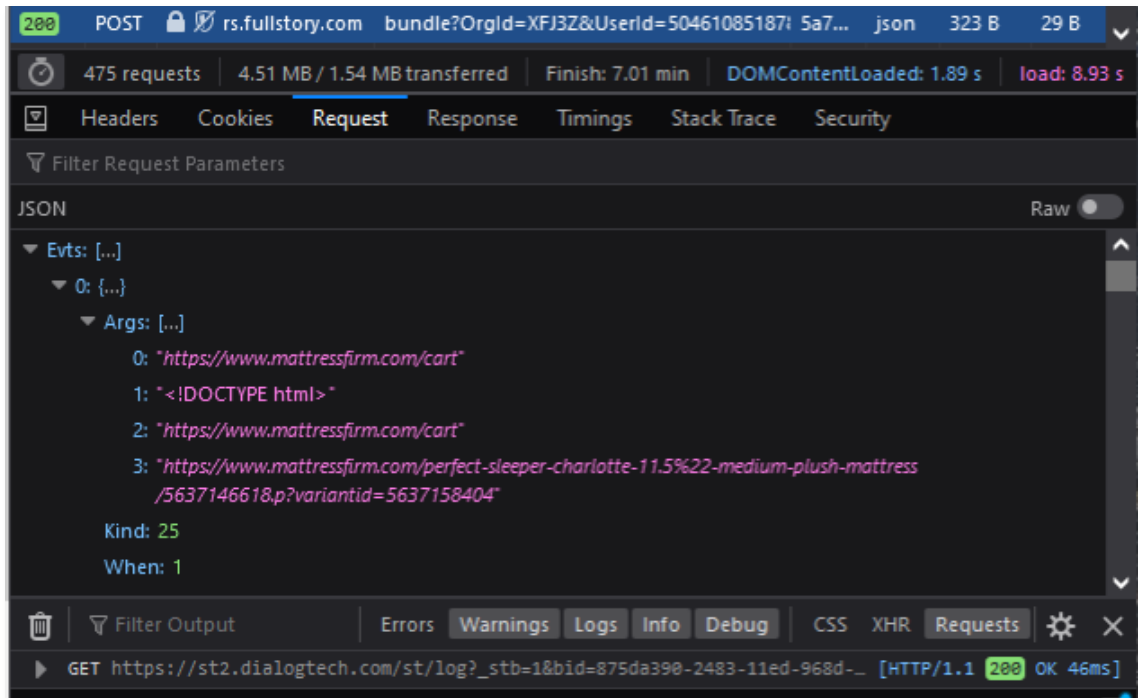 200 POST rs.fullstory.com bundle?OrgId=XFJ3Z&UserId=50461085187 5a7... json 323 B 29 B
475 requests 4.51 MB / 1.54 MB transferred Finish: 7.01 min DOMContentLoaded: 1.89 s load: 8.93 s
Headers Cookies Request Response Timings Stack Trace Security
Filter Request Parameters
JSON Raw
Evts: [...]
0: {...}
Args: [...]
0: "https://www.mattressfirm.com/cart"
1: "<!DOCTYPE html>"
2: "https://www.mattressfirm.com/cart"
3: "https://www.mattressfirm.com/perfect-sleeper-charlotte-11.5%22-medium-plush-mattress
/5637146618.p?variantid=5637158404"
Kind: 25
When: 1
Filter Output Errors Warnings Logs Info Debug CSS XHR Requests
GET https://st2.dialogtech.com/st/log?_stb=1&bid=875da390-2483-11ed-968d-… [HTTP/1.1 200 OK 46ms]